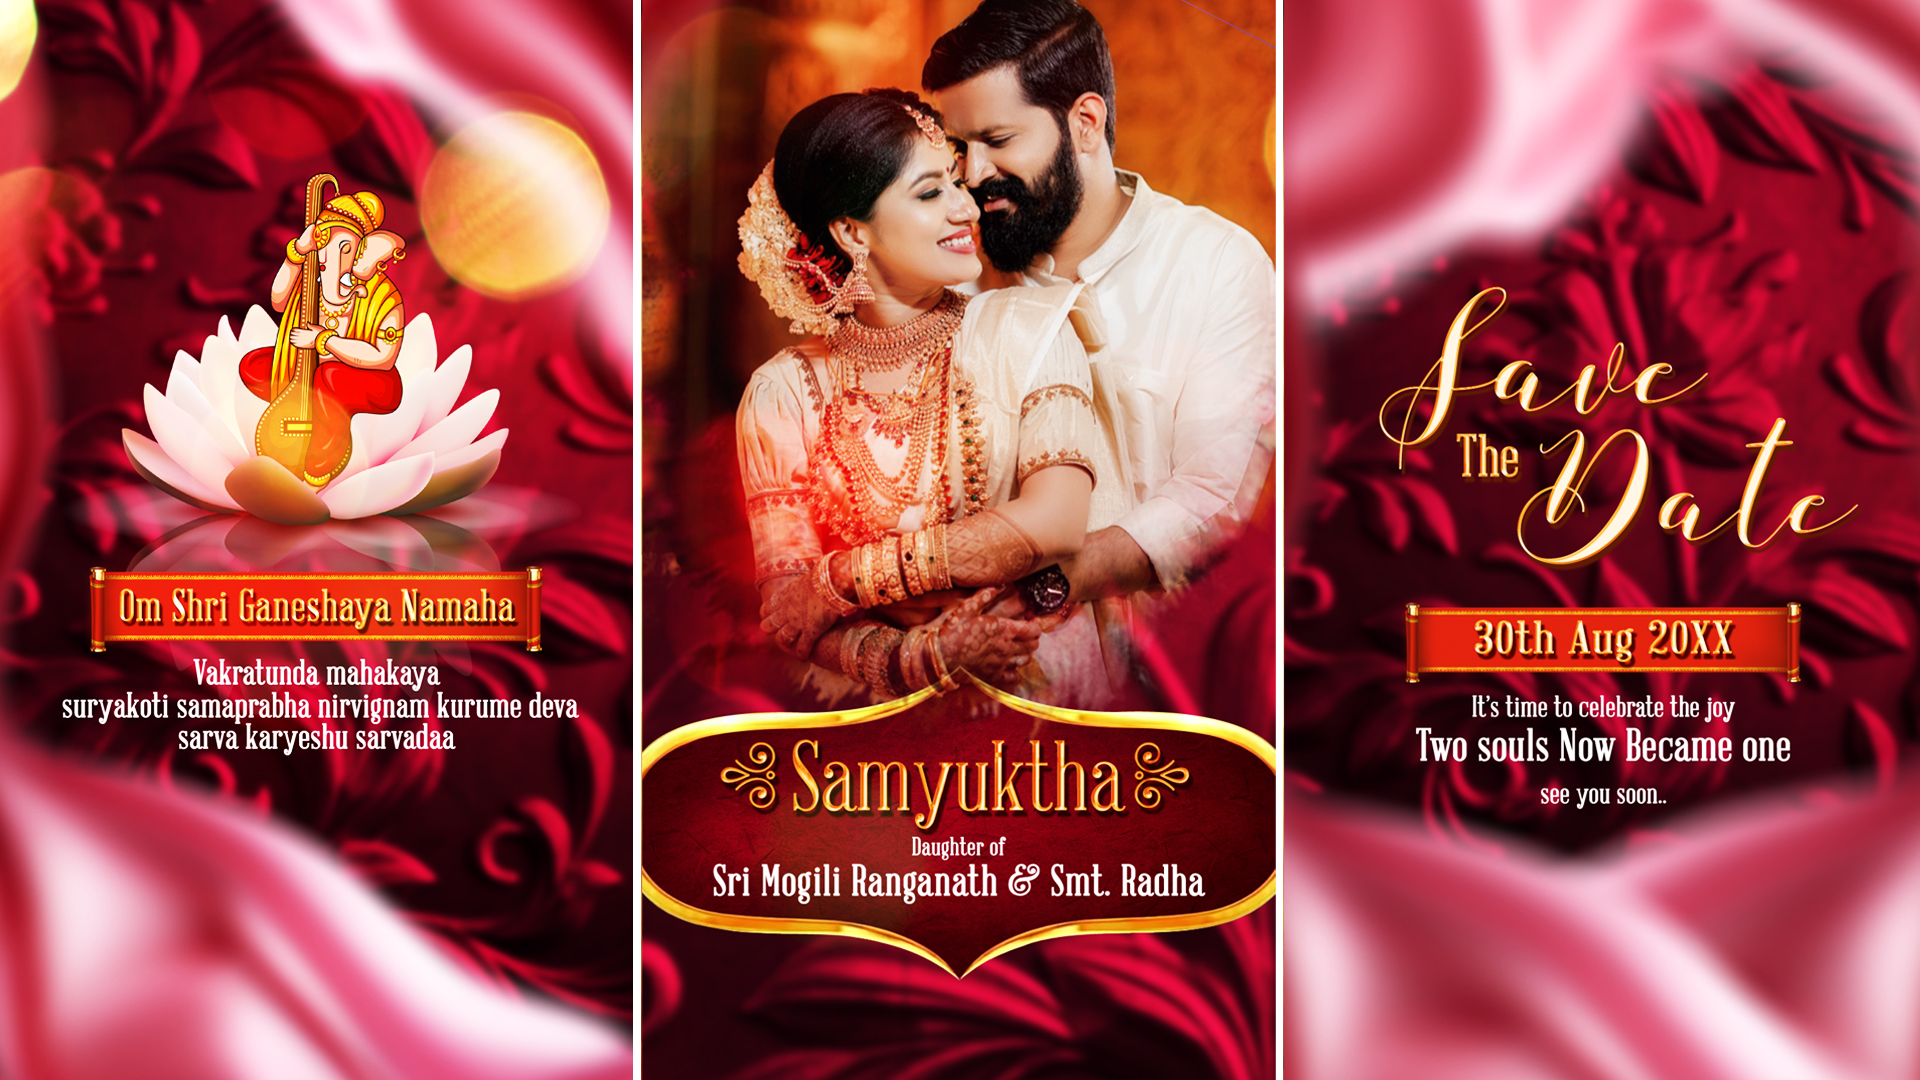 Om Shri Ganeshaya Namaha
Vakratunda mahakaya
suryakoti samaprabha nirvignam kurume deva
sarva karyeshu sarvadaa
Samyuktha
Daughter of
Sri Mogili Ranganath & Smt. Radha
Save
The Date
30th Aug 20XX
It's time to celebrate the joy
Two souls Now Became one
see you soon..